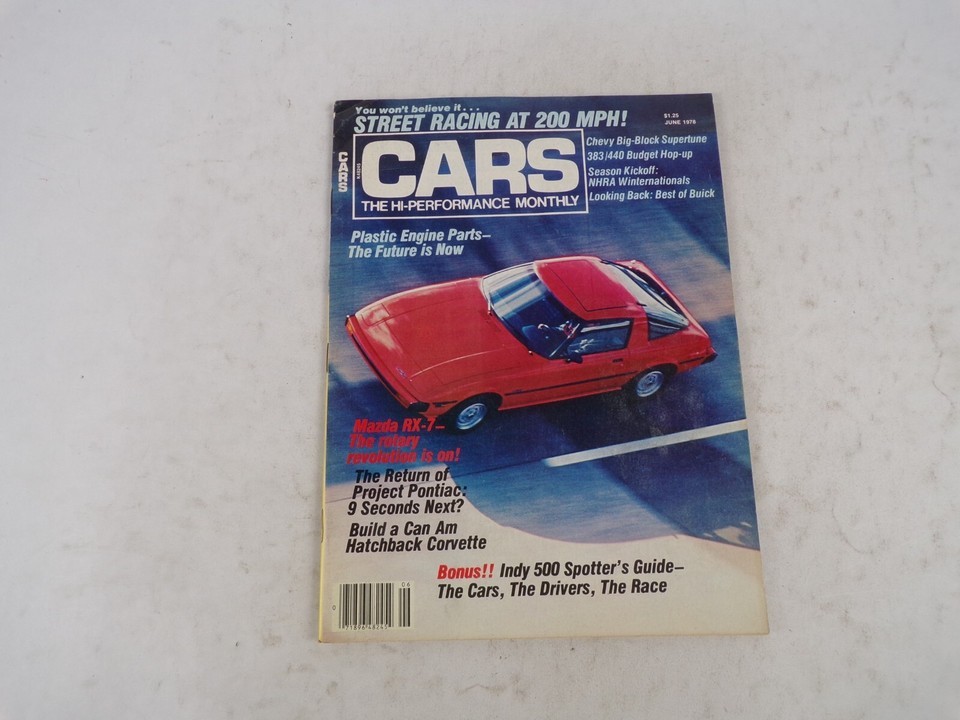 You won't believe it...
STREET RACING AT 200 MPH!
$1.25
JUNE 1978
CARS
CARS
THE HI-PERFORMANCE MONTHLY
Chevy Big-Block Supertune
383/440 Budget Hop-up
Season Kickoff:
NHRA Winternationals
Looking Back: Best of Buick
Plastic Engine Parts–
The Future is Now
Mazda RX-7–
The rotary
revolution is on!
The Return of
Project Pontiac:
9 Seconds Next?
Build a Can Am
Hatchback Corvette
Bonus!! Indy 500 Spotter's Guide–
The Cars, The Drivers, The Race
06
0
71896 48245